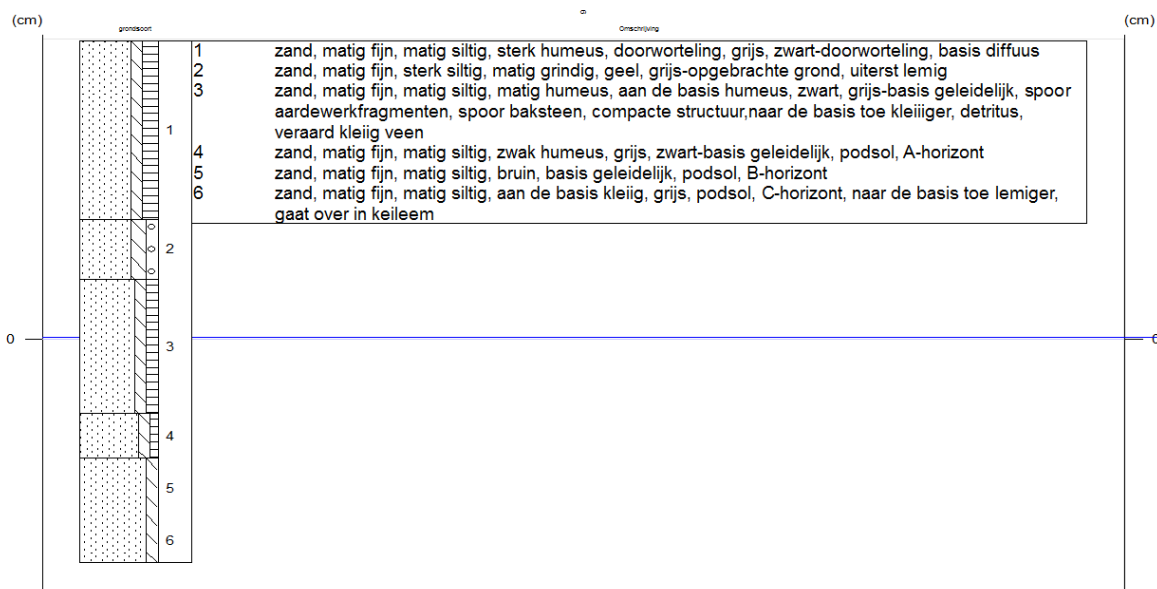 (cm)
(cm)
grondsoort
Omschrijving
1 zand, matig fijn, matig siltig, sterk humeus, doorworteling, grijs, zwart-doorworteling, basis diffuus
2 zand, matig fijn, sterk siltig, matig grindig, geel, grijs-opgebrachte grond, uiterst lemig
3 zand, matig fijn, matig siltig, matig humeus, aan de basis humeus, zwart, grijs-basis geleidelijk, spoor
aardewerkfragmenten, spoor baksteen, compacte structuur,naar de basis toe kleiiiger, detritus,
veraard kleiig veen
4 zand, matig fijn, matig siltig, zwak humeus, grijs, zwart-basis geleidelijk, podsol, A-horizont
5 zand, matig fijn, matig siltig, bruin, basis geleidelijk, podsol, B-horizont
6 zand, matig fijn, matig siltig, aan de basis kleiig, grijs, podsol, C-horizont, naar de basis toe lemiger,
gaat over in keileem
1
2
0
3
4
5
6